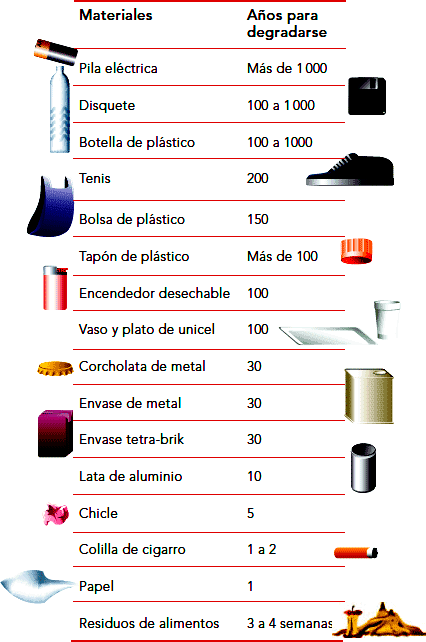 Materiales Años para
degradarse
Pila eléctrica Más de 1 000
Disquete 100 a 1 000
Botella de plástico 100 a 1000
Tenis 200
Bolsa de plástico 150
Tapón de plástico Más de 100
Encendedor desechable 100
Vaso y plato de unicel 100
Corcholata de metal 30
Envase de metal 30
Envase tetra-brik 30
Lata de aluminio 10
Chicle 5
Colilla de cigarro 1 a 2
Papel 1
Residuos de alimentos 3 a 4 semanas